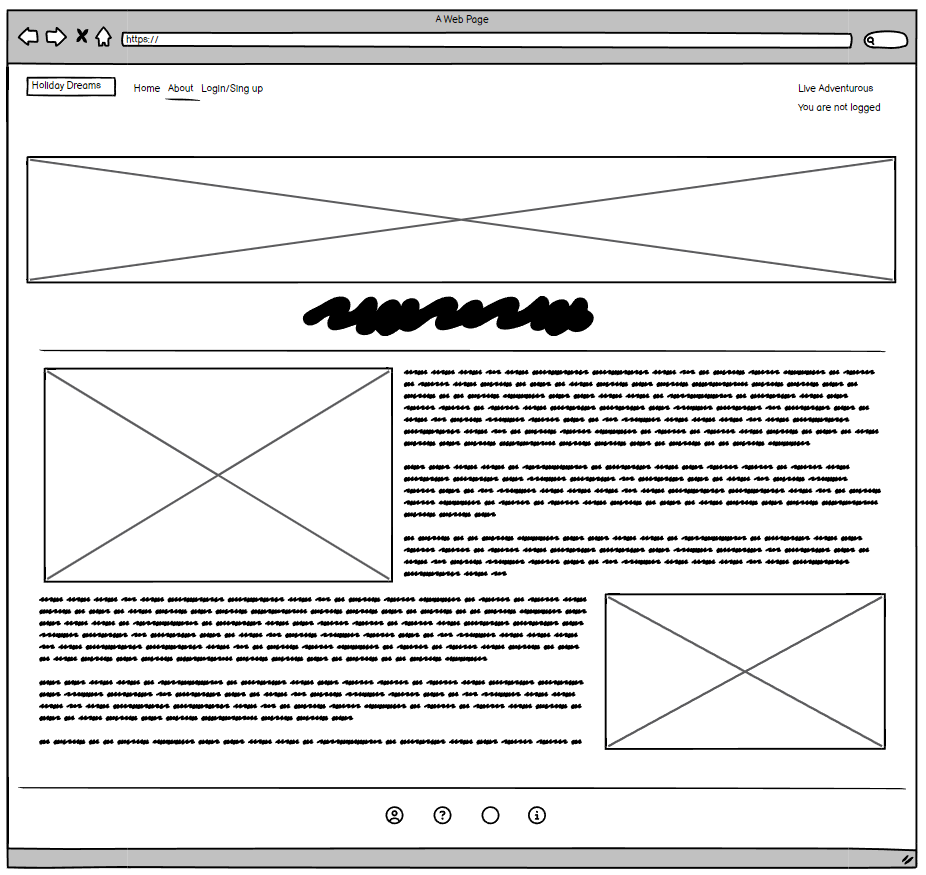 A Web Page
https://
Holiday Dreams
Home About Login/Sing up
Live Adventurous
You are not logged